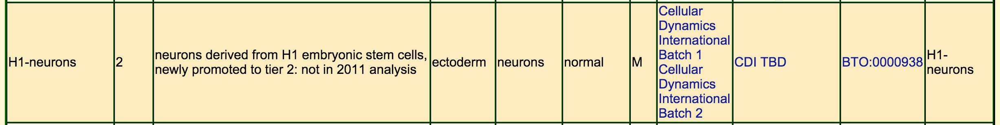 H1-neurons
2
neurons derived from H1 embryonic stem cells,
newly promoted to tier 2: not in 2011 analysis
ectoderm
neurons
normal
M
Cellular
Dynamics
International
Batch 1
Cellular
Dynamics
International
Batch 2
CDI TBD
BTO:0000938
H1-
neurons